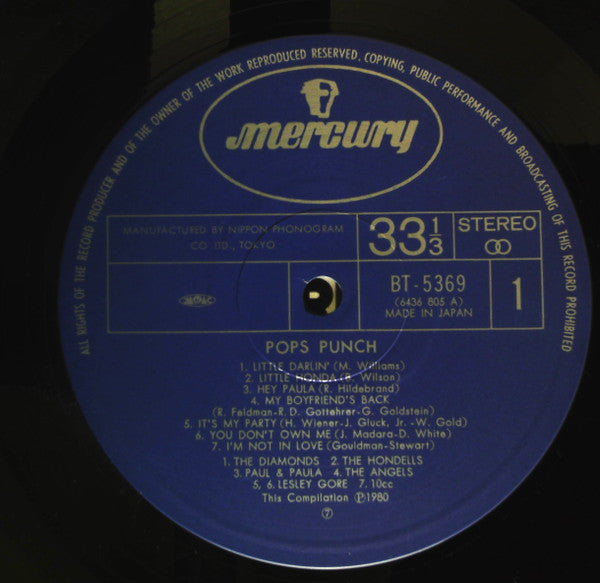 ALL RIGHTS OF THE RECORD PRODUCER AND OF THE OWNER OF THE WORK REPRODUCED RESERVED. COPYING, PUBLIC PERFORMANCE AND BROADCASTING OF THIS RECORD PROHIBITED
mercury
MANUFACTURED BY NIPPON PHONOGRAM
CO. LTD., TOKYO
33 1/3
STEREO
BT-5369
(6436 805 A)
MADE IN JAPAN
1
POPS PUNCH
1. LITTLE DARLIN' (M. Williams)
2. LITTLE HONDA (B. Wilson)
3. HEY PAULA (R. Hildebrand)
4. MY BOYFRIEND'S BACK
(R. Feldman-R. D. Gottehrer-G. Goldstein)
5. IT'S MY PARTY (H. Wiener-J. Gluck, Jr. -W. Gold)
6. YOU DON'T OWN ME (J. Madara-D. White)
7. I'M NOT IN LOVE (Gouldman-Stewart)
1. THE DIAMONDS 2. THE HONDELLS
3. PAUL & PAULA 4. THE ANGELS
5, 6. LESLEY GORE 7. 10cc
This Compilation Ⓟ1980
⑦